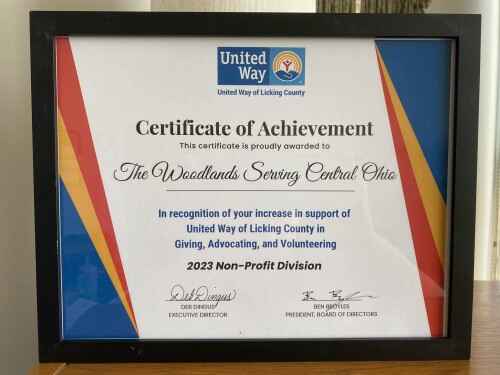 United
Way
United Way of Licking County
Certificate of Achievement
This certificate is proudly awarded to
The Woodlands Serving Central Ohio
In recognition of your increase in support of
United Way of Licking County in
Giving, Advocating, and Volunteering
2023 Non-Profit Division
Deb Dingus
DEB DINGUS
EXECUTIVE DIRECTOR
BEN BROYLES
PRESIDENT, BOARD OF DIRECTORS